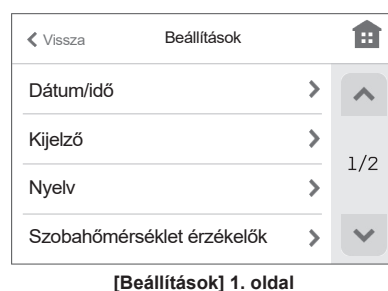 Vissza Beállítások
Dátum/idő
Kijelző
1/2
Nyelv
Szobahőmérséklet érzékelők
[Beállítások] 1. oldal